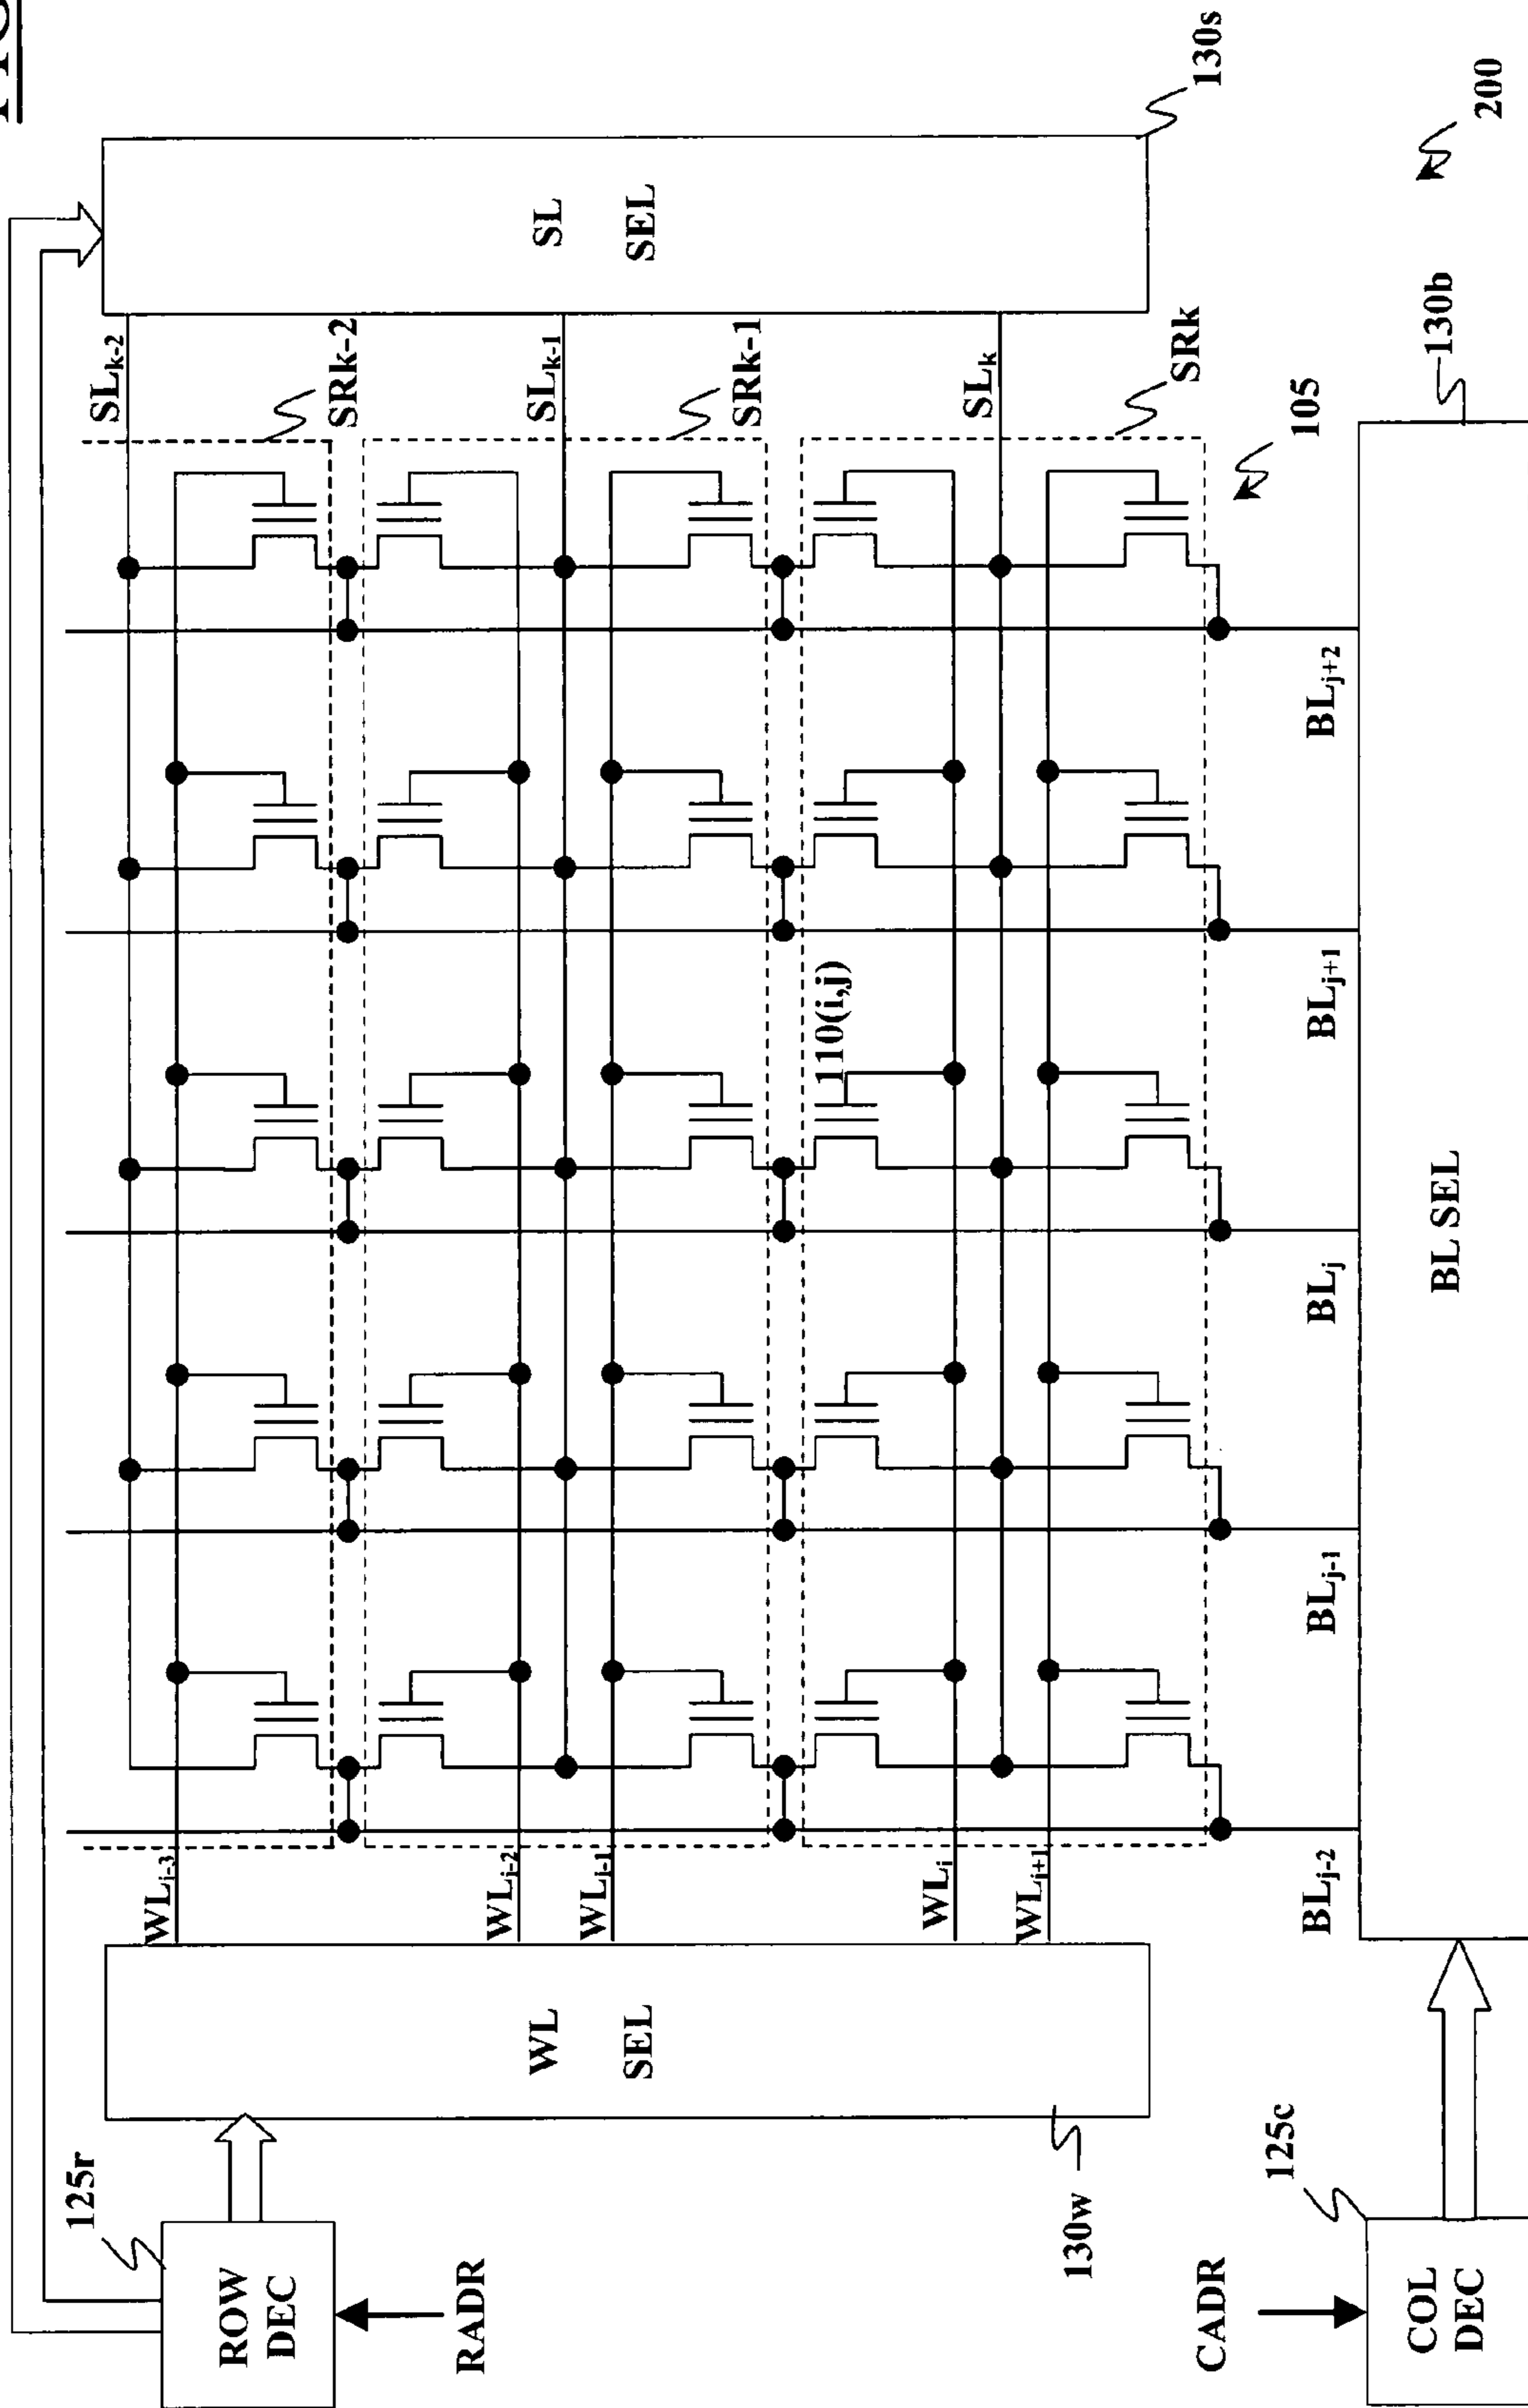 125r
ROW
DEC
RADR
WL
SEL
130w
WLi-3
WLi-2
WLi-1
WLi
WLi+1
SLk-2
SRk-2
SLk-1
SRk-1
SLk
SRk
110(i,j)
SL
SEL
130s
105
CADR
125c
COL
DEC
BLj-2
BLj-1
BLj
BLj+1
BLj+2
BL SEL
130b
200